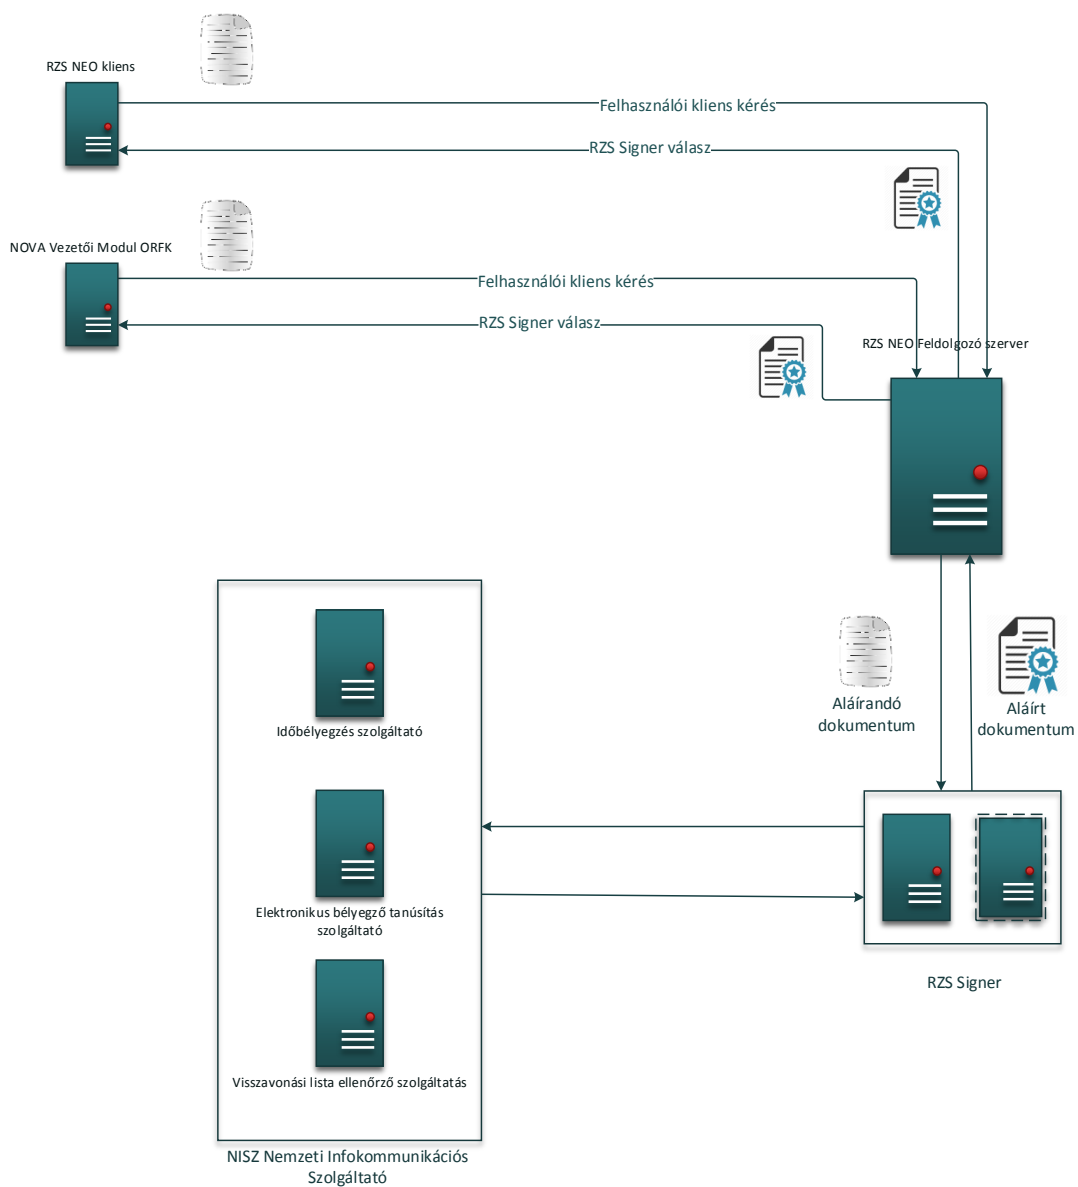 RZS NEO kliens
Felhasználói kliens kérés
RZS Signer válasz
NOVA Vezetői Modul ORFK
Felhasználói kliens kérés
RZS Signer válasz
RZS NEO Feldolgozó szerver
Aláírandó
dokumentum
Aláírt
dokumentum
Időbélyegzés szolgáltató
Elektronikus bélyegző tanúsítás
szolgáltató
Visszavonási lista ellenőrző szolgáltatás
RZS Signer
NISZ Nemzeti Infokommunikációs
Szolgáltató